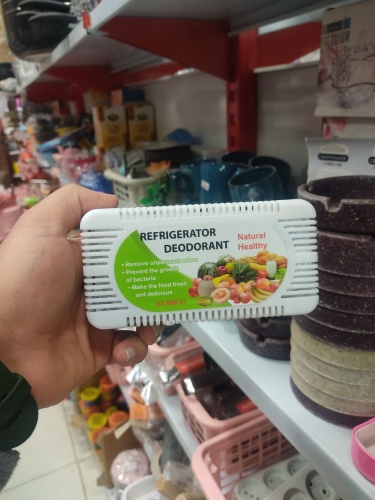 REFRIGERATOR
DEODORANT
Natural
Healthy
• Remove unpleasant odors
• Prevent the growth
of bacteria
• Make the food fresh
and delicious